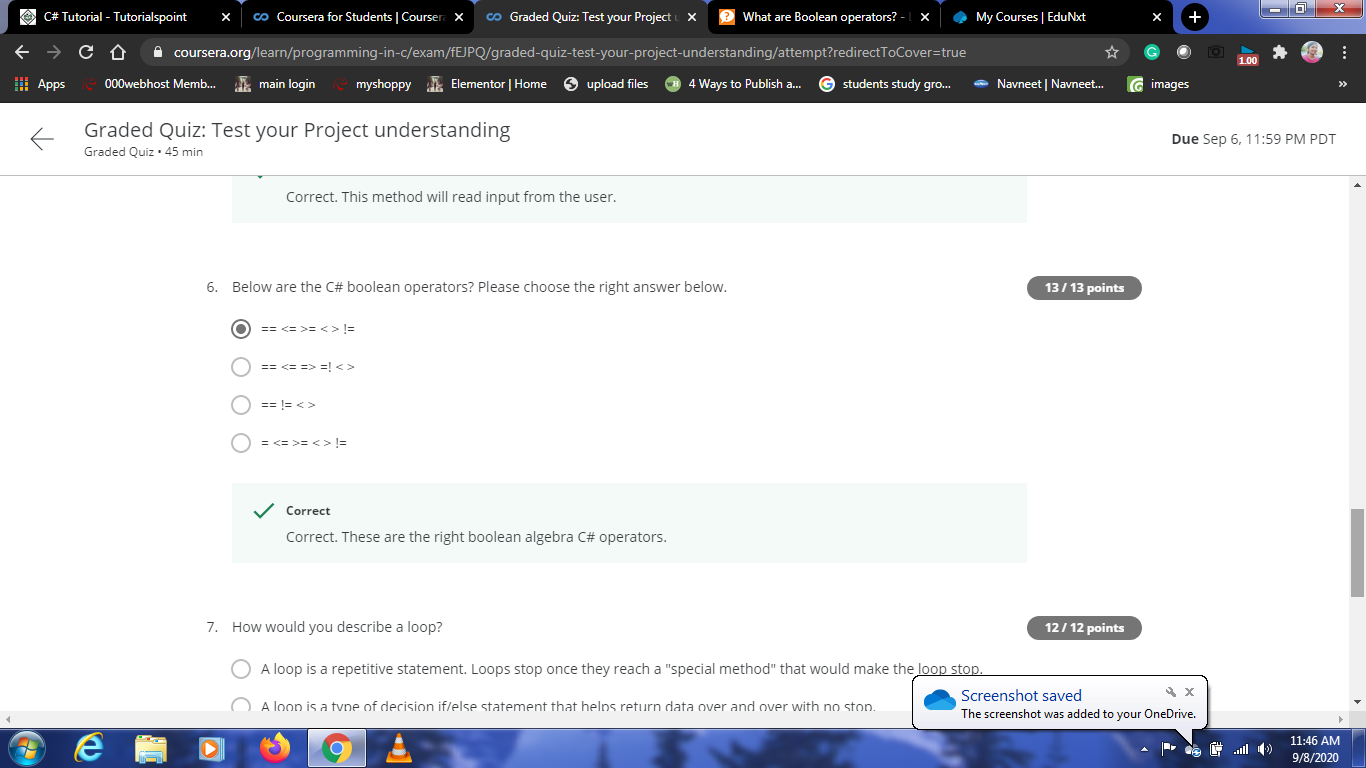 C# Tutorial - Tutorialspoint
Coursera for Students | Coursera
Graded Quiz: Test your Project u
What are Boolean operators? -
My Courses | EduNxt
coursera.org/learn/programming-in-c/exam/fEJPQ/graded-quiz-test-your-project-understanding/attempt?redirectToCover=true
1.00
Apps
000webhost Memb...
main login
myshoppy
Elementor | Home
upload files
4 Ways to Publish a...
students study gro...
Navneet | Navneet...
images
»
Graded Quiz: Test your Project understanding
Graded Quiz • 45 min
Due Sep 6, 11:59 PM PDT
Correct. This method will read input from the user.
6. Below are the C# boolean operators? Please choose the right answer below.
13 / 13 points
== <= >= < > !=
== <= => =! < >
== != < >
= <= >= < > !=
Correct
Correct. These are the right boolean algebra C# operators.
7. How would you describe a loop?
12 / 12 points
A loop is a repetitive statement. Loops stop once they reach a "special method" that would make the loop stop.
A loop is a type of decision if/else statement that helps return data over and over with no stop.
Screenshot saved
The screenshot was added to your OneDrive.
11:46 AM
9/8/2020